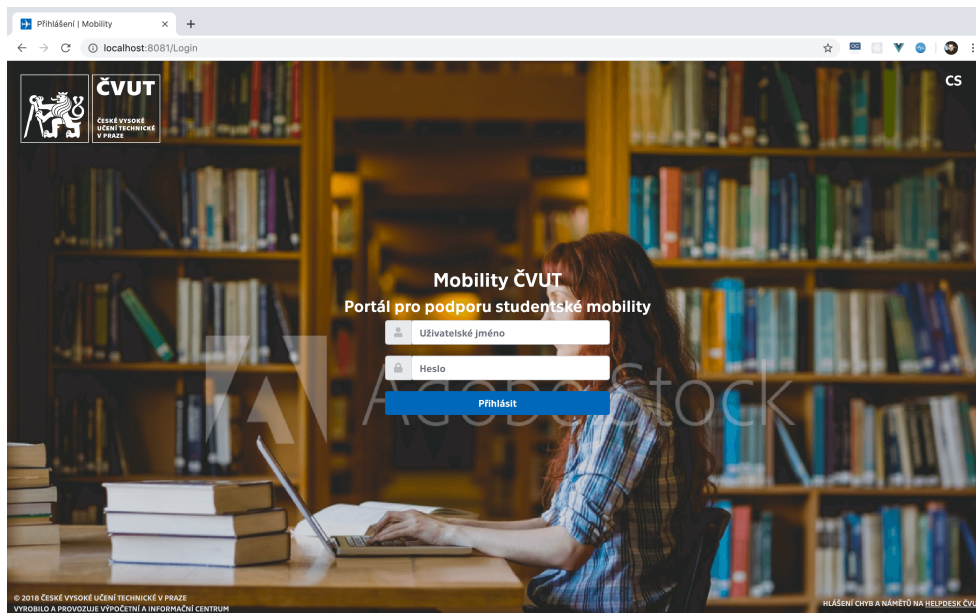 Přihlášení | Mobility
localhost:8081/Login
CS
ČVUT
ČESKÉ VYSOKÉ
UČENÍ TECHNICKÉ
V PRAZE
Mobility ČVUT
Portál pro podporu studentské mobility
Uživatelské jméno
Heslo
Přihlásit
Adobe Stock
© 2018 ČESKÉ VYSOKÉ UČENÍ TECHNICKÉ V PRAZE
VYROBILO A PROVOZUJE VÝPOČETNÍ A INFORMAČNÍ CENTRUM
HLÁŠENÍ CHYB A NÁMĚTŮ NA HELPDESK ČVU